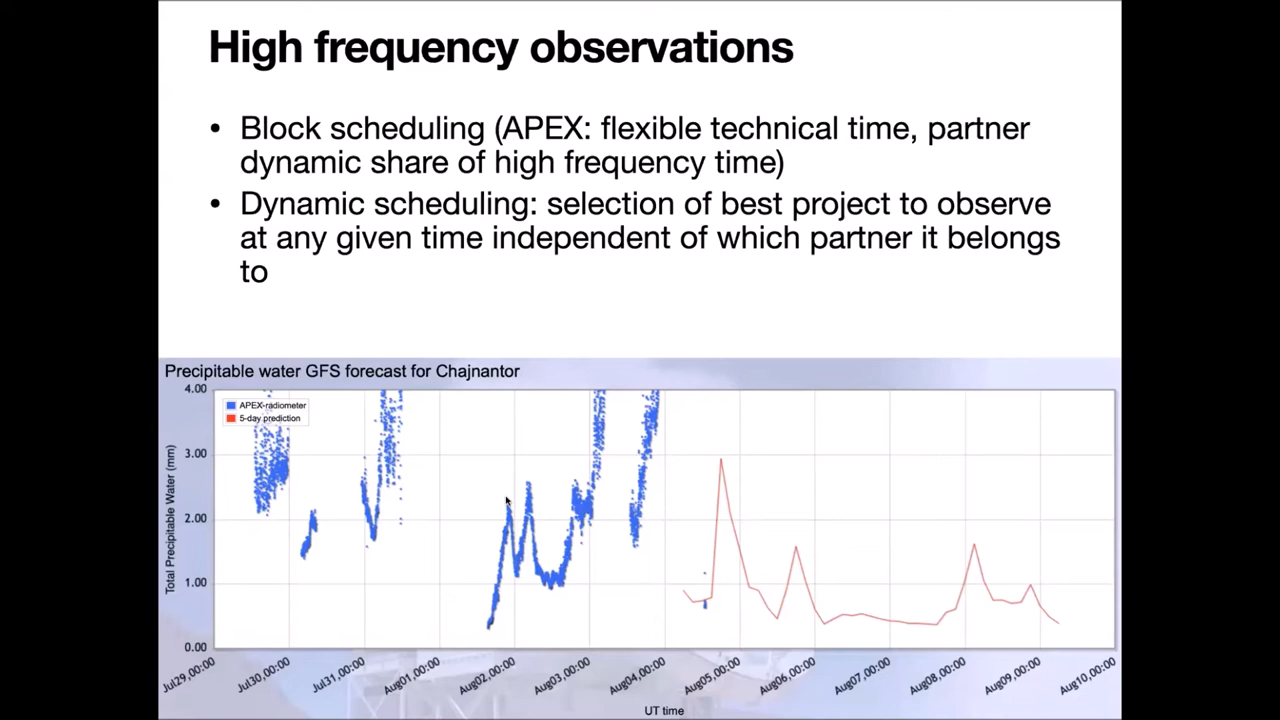 High frequency observations
• Block scheduling (APEX: flexible technical time, partner
dynamic share of high frequency time)
• Dynamic scheduling: selection of best project to observe
at any given time independent of which partner it belongs
to
Precipitable water GFS forecast for Chajnantor
4.00
APEX-radiometer
5-day prediction
3.00
2.00
1.00
0.00
Total Precipitable Water (mm)
Jul29,00:00
Jul30,00:00
Jul31,00:00
Aug01,00:00
Aug02,00:00
Aug03,00:00
Aug04,00:00
Aug05,00:00
Aug06,00:00
Aug07,00:00
Aug08,00:00
Aug09,00:00
Aug10,00:00
UT time